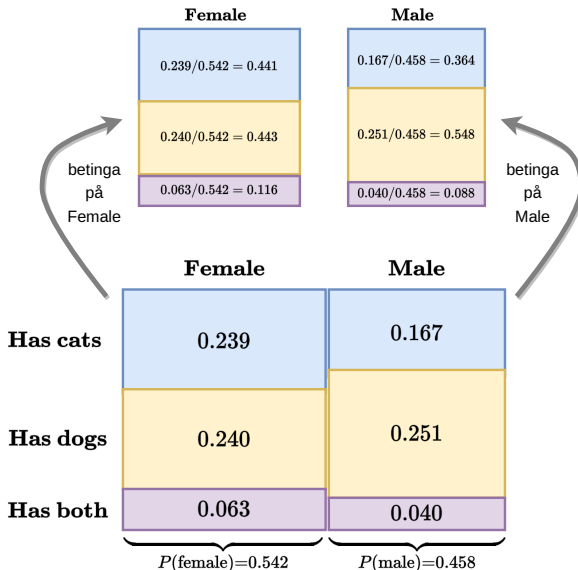 Female Male
0.239/0.542 = 0.441 0.167/0.458 = 0.364
0.240/0.542 = 0.443 0.251/0.458 = 0.548
0.063/0.542 = 0.116 0.040/0.458 = 0.088
betinga
på
Female
betinga
på
Male
Female Male
Has cats 0.239 0.167
Has dogs 0.240 0.251
Has both 0.063 0.040
P(female)=0.542 P(male)=0.458